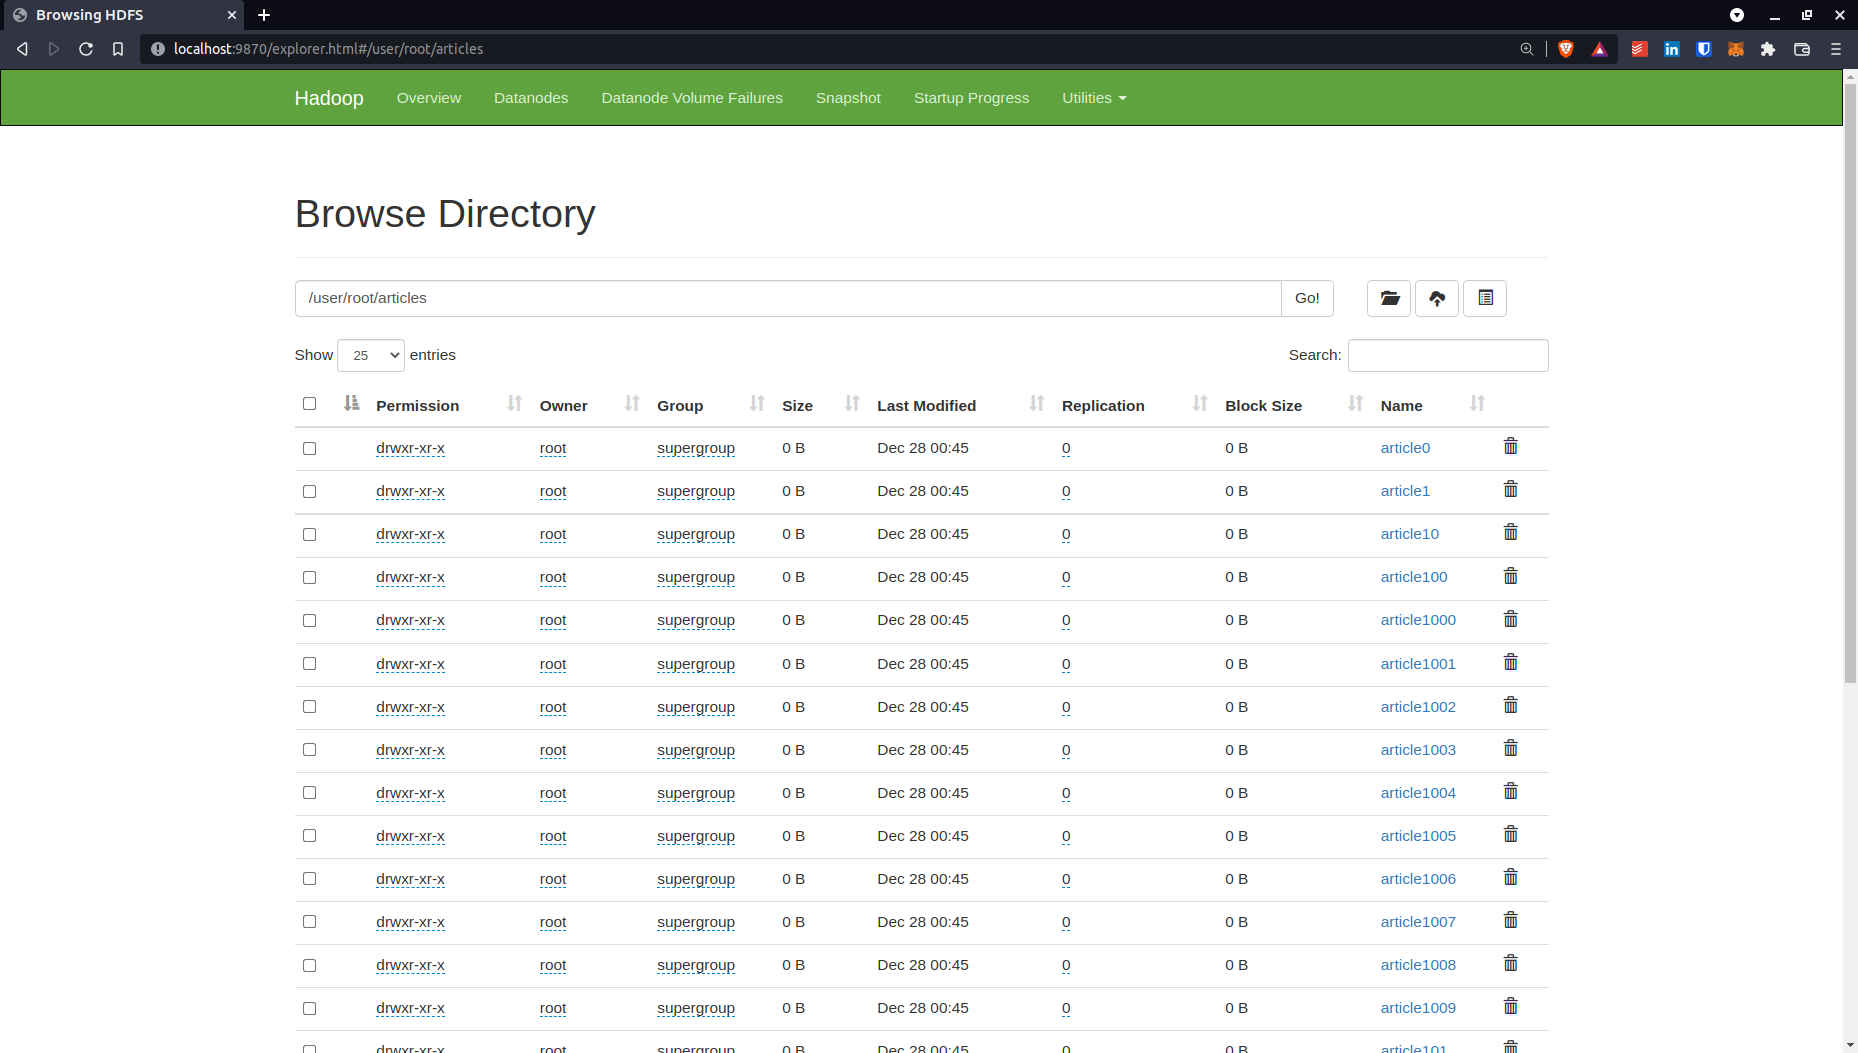 Browsing HDFS
localhost:9870/explorer.html#/user/root/articles
Hadoop Overview Datanodes Datanode Volume Failures Snapshot Startup Progress Utilities
Browse Directory
/user/root/articles Go!
Show 25 entries Search:
Permission Owner Group Size Last Modified Replication Block Size Name
drwxr-xr-x root supergroup 0 B Dec 28 00:45 0 0 B article0
drwxr-xr-x root supergroup 0 B Dec 28 00:45 0 0 B article1
drwxr-xr-x root supergroup 0 B Dec 28 00:45 0 0 B article10
drwxr-xr-x root supergroup 0 B Dec 28 00:45 0 0 B article100
drwxr-xr-x root supergroup 0 B Dec 28 00:45 0 0 B article1000
drwxr-xr-x root supergroup 0 B Dec 28 00:45 0 0 B article1001
drwxr-xr-x root supergroup 0 B Dec 28 00:45 0 0 B article1002
drwxr-xr-x root supergroup 0 B Dec 28 00:45 0 0 B article1003
drwxr-xr-x root supergroup 0 B Dec 28 00:45 0 0 B article1004
drwxr-xr-x root supergroup 0 B Dec 28 00:45 0 0 B article1005
drwxr-xr-x root supergroup 0 B Dec 28 00:45 0 0 B article1006
drwxr-xr-x root supergroup 0 B Dec 28 00:45 0 0 B article1007
drwxr-xr-x root supergroup 0 B Dec 28 00:45 0 0 B article1008
drwxr-xr-x root supergroup 0 B Dec 28 00:45 0 0 B article1009
drwxr-xr-x root supergroup 0 B Dec 28 00:45 0 0 B article101